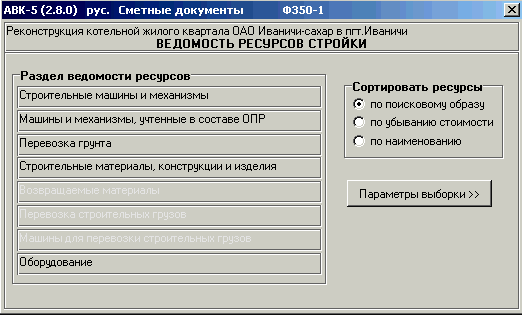 АВК-5 (2.8.0) рус. Сметные документы Ф350-1
Реконструкция котельной жилого квартала ОАО Иваничи-сахар в пгт.Иваничи
ВЕДОМОСТЬ РЕСУРСОВ СТРОЙКИ
Раздел ведомости ресурсов
Строительные машины и механизмы
Машины и механизмы, учтенные в составе ОПР
Перевозка грунта
Строительные материалы, конструкции и изделия
Возвращаемые материалы
Перевозка строительных грузов
Машины для перевозки строительных грузов
Оборудование
Сортировать ресурсы
по поисковому образу
по убыванию стоимости
по наименованию
Параметры выборки >>